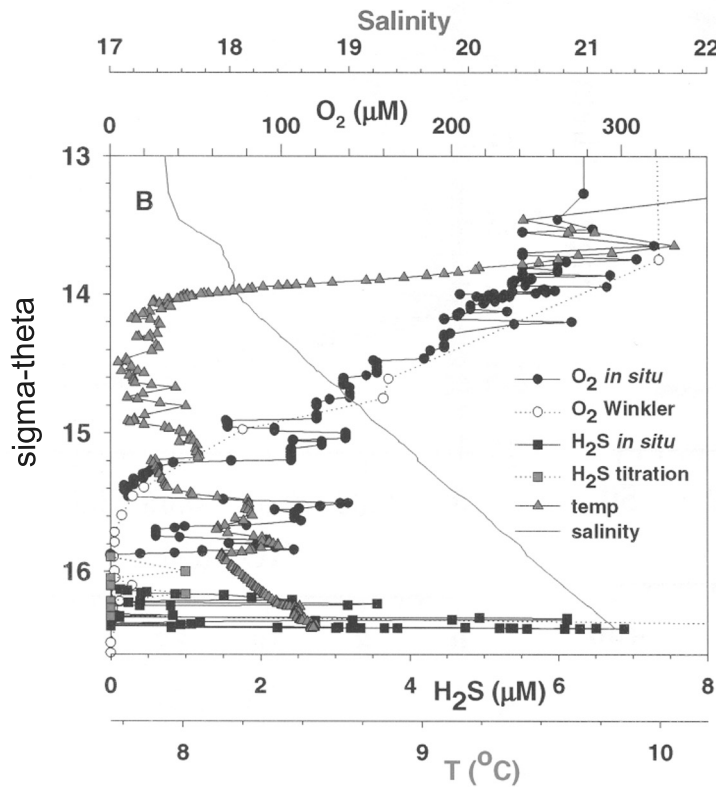 Salinity
17 18 19 20 21 22
O2 (μM)
0 100 200 300
13
B
14
sigma-theta
O2 in situ
O2 Winkler
15
H2S in situ
H2S titration
temp
salinity
16
0 2 4 6 8
H2S (μM)
8 9 10
T (°C)